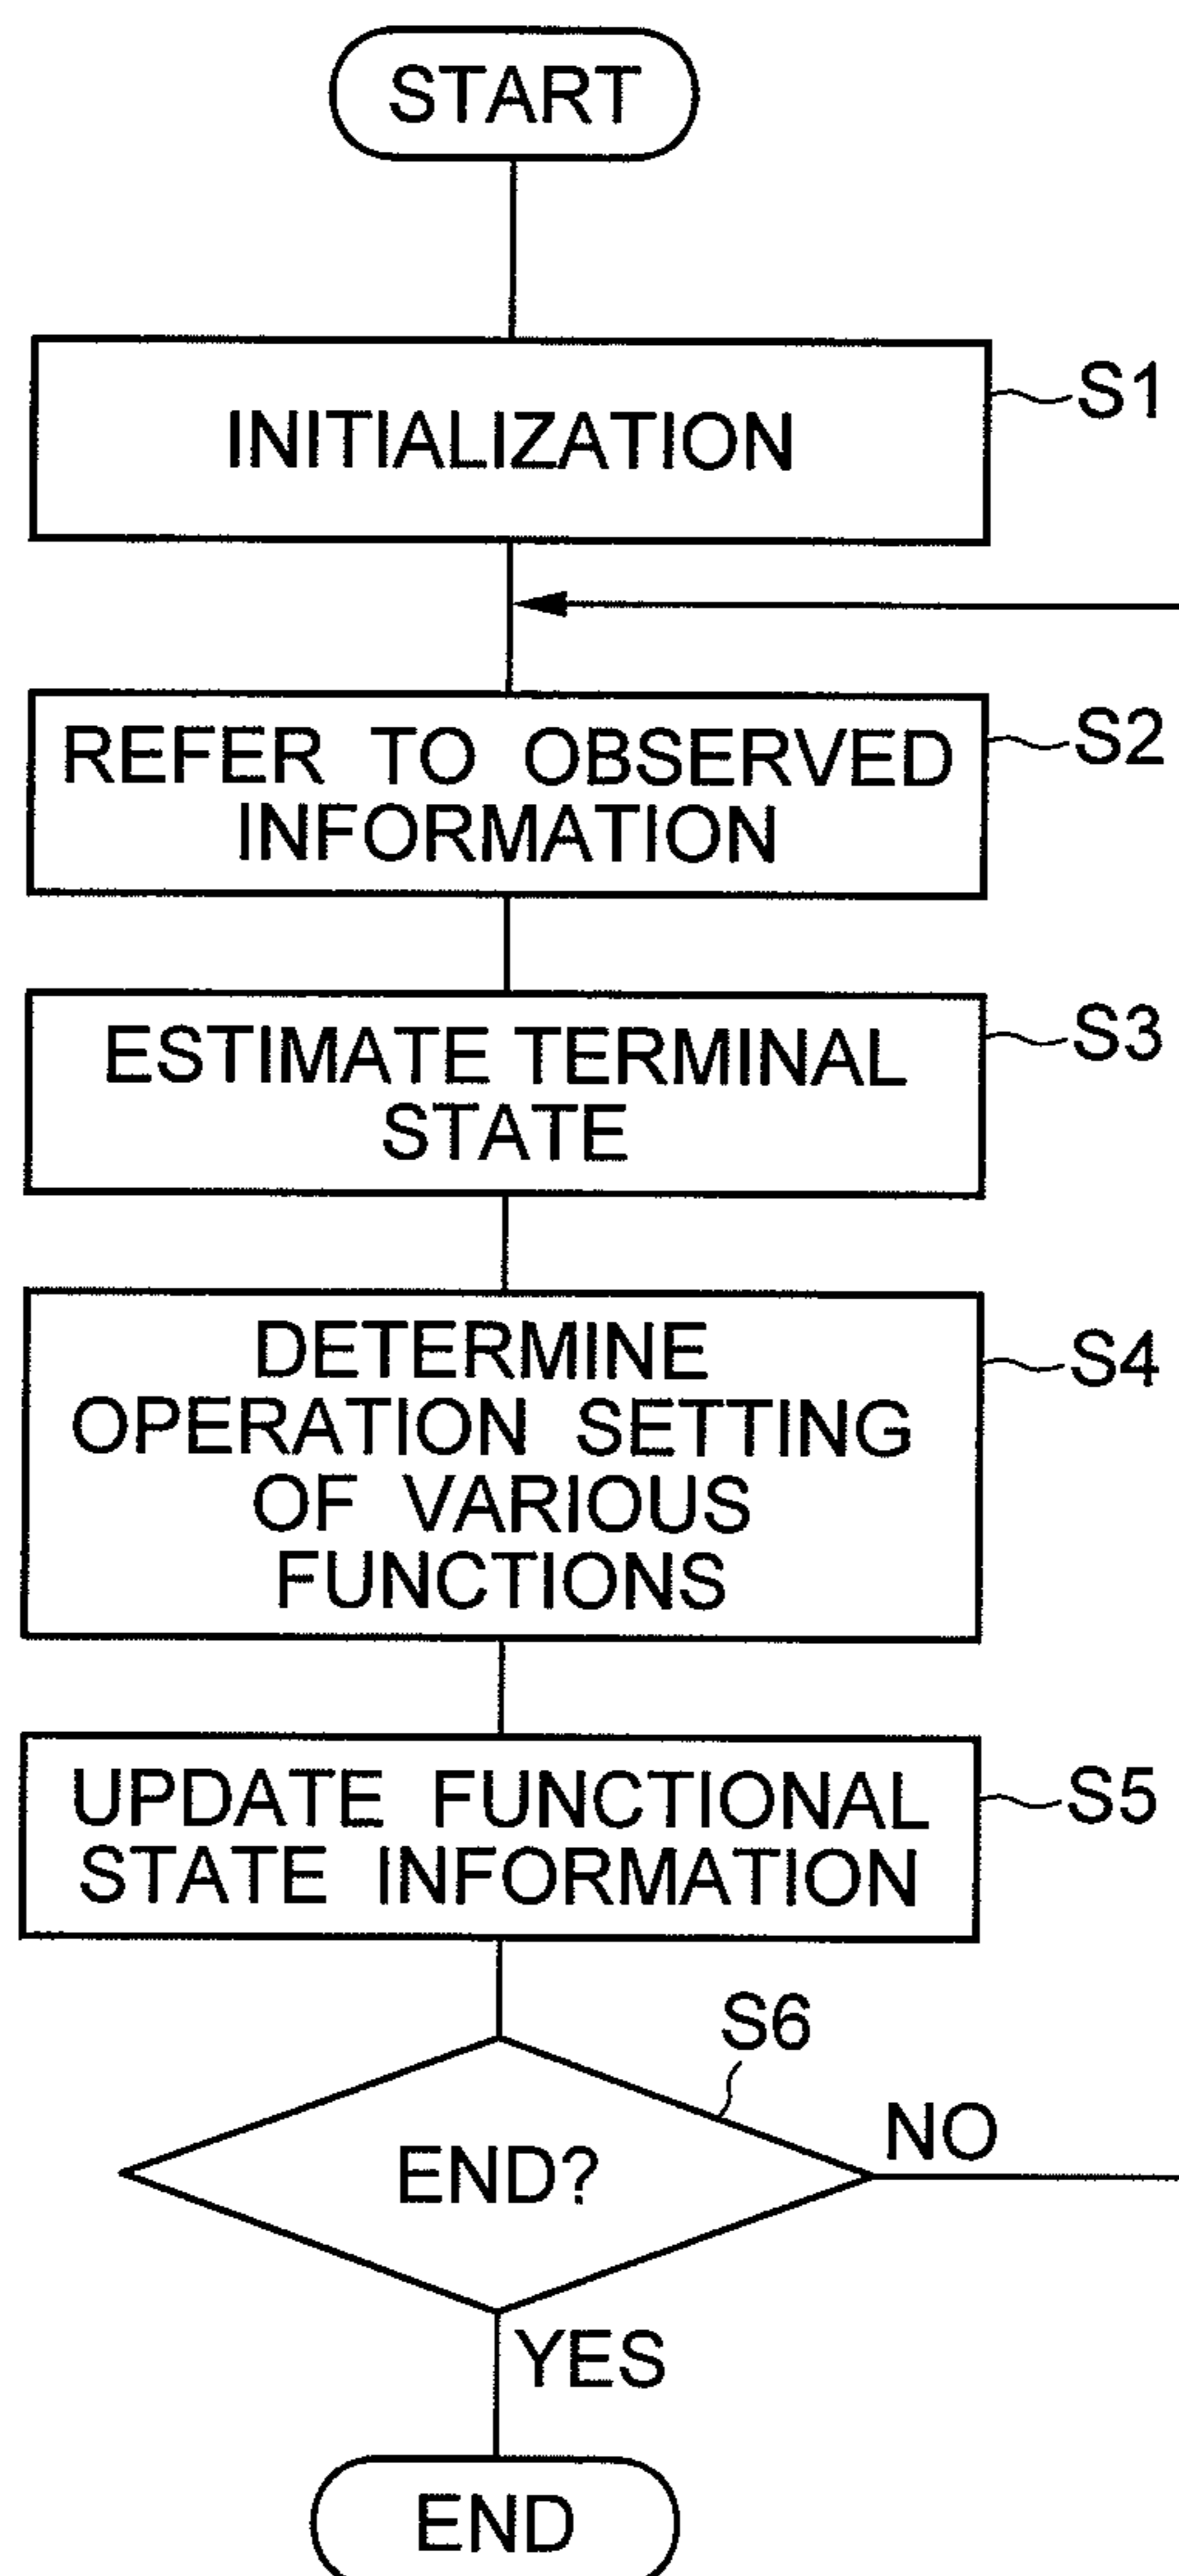 START
INITIALIZATION
S1
REFER TO OBSERVED
INFORMATION
S2
ESTIMATE TERMINAL
STATE
S3
DETERMINE
OPERATION SETTING
OF VARIOUS
FUNCTIONS
S4
UPDATE FUNCTIONAL
STATE INFORMATION
S5
S6
END?
NO
YES
END